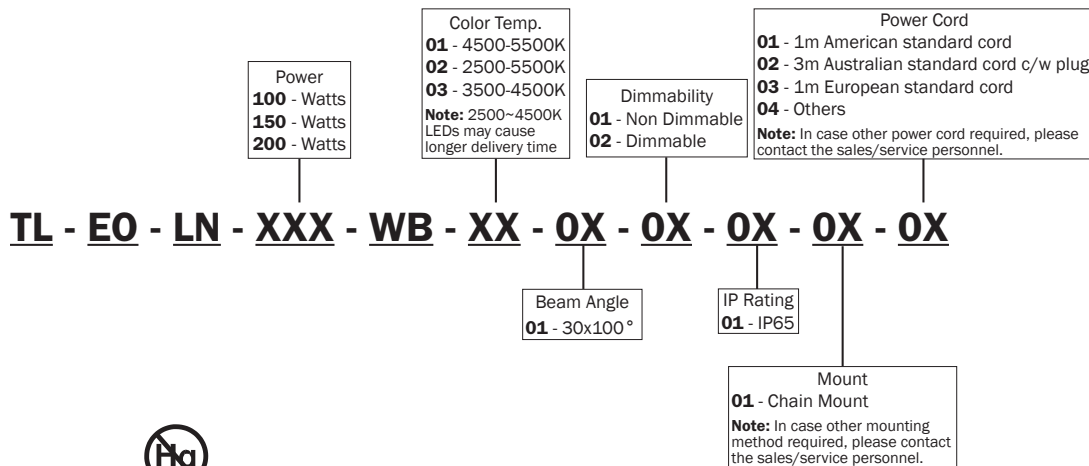 Power
100 - Watts
150 - Watts
200 - Watts
Color Temp.
01 - 4500-5500K
02 - 2500-5500K
03 - 3500-4500K
Note: 2500~4500K
LEDs may cause
longer delivery time
Dimmability
01 - Non Dimmable
02 - Dimmable
Power Cord
01 - 1m American standard cord
02 - 3m Australian standard cord c/w plug
03 - 1m European standard cord
04 - Others
Note: In case other power cord required, please
contact the sales/service personnel.
TL - EO - LN - XXX - WB - XX - 0X - 0X - 0X - 0X - 0X
Beam Angle
01 - 30x100°
IP Rating
01 - IP65
Mount
01 - Chain Mount
Note: In case other mounting
method required, please contact
the sales/service personnel.
Hg